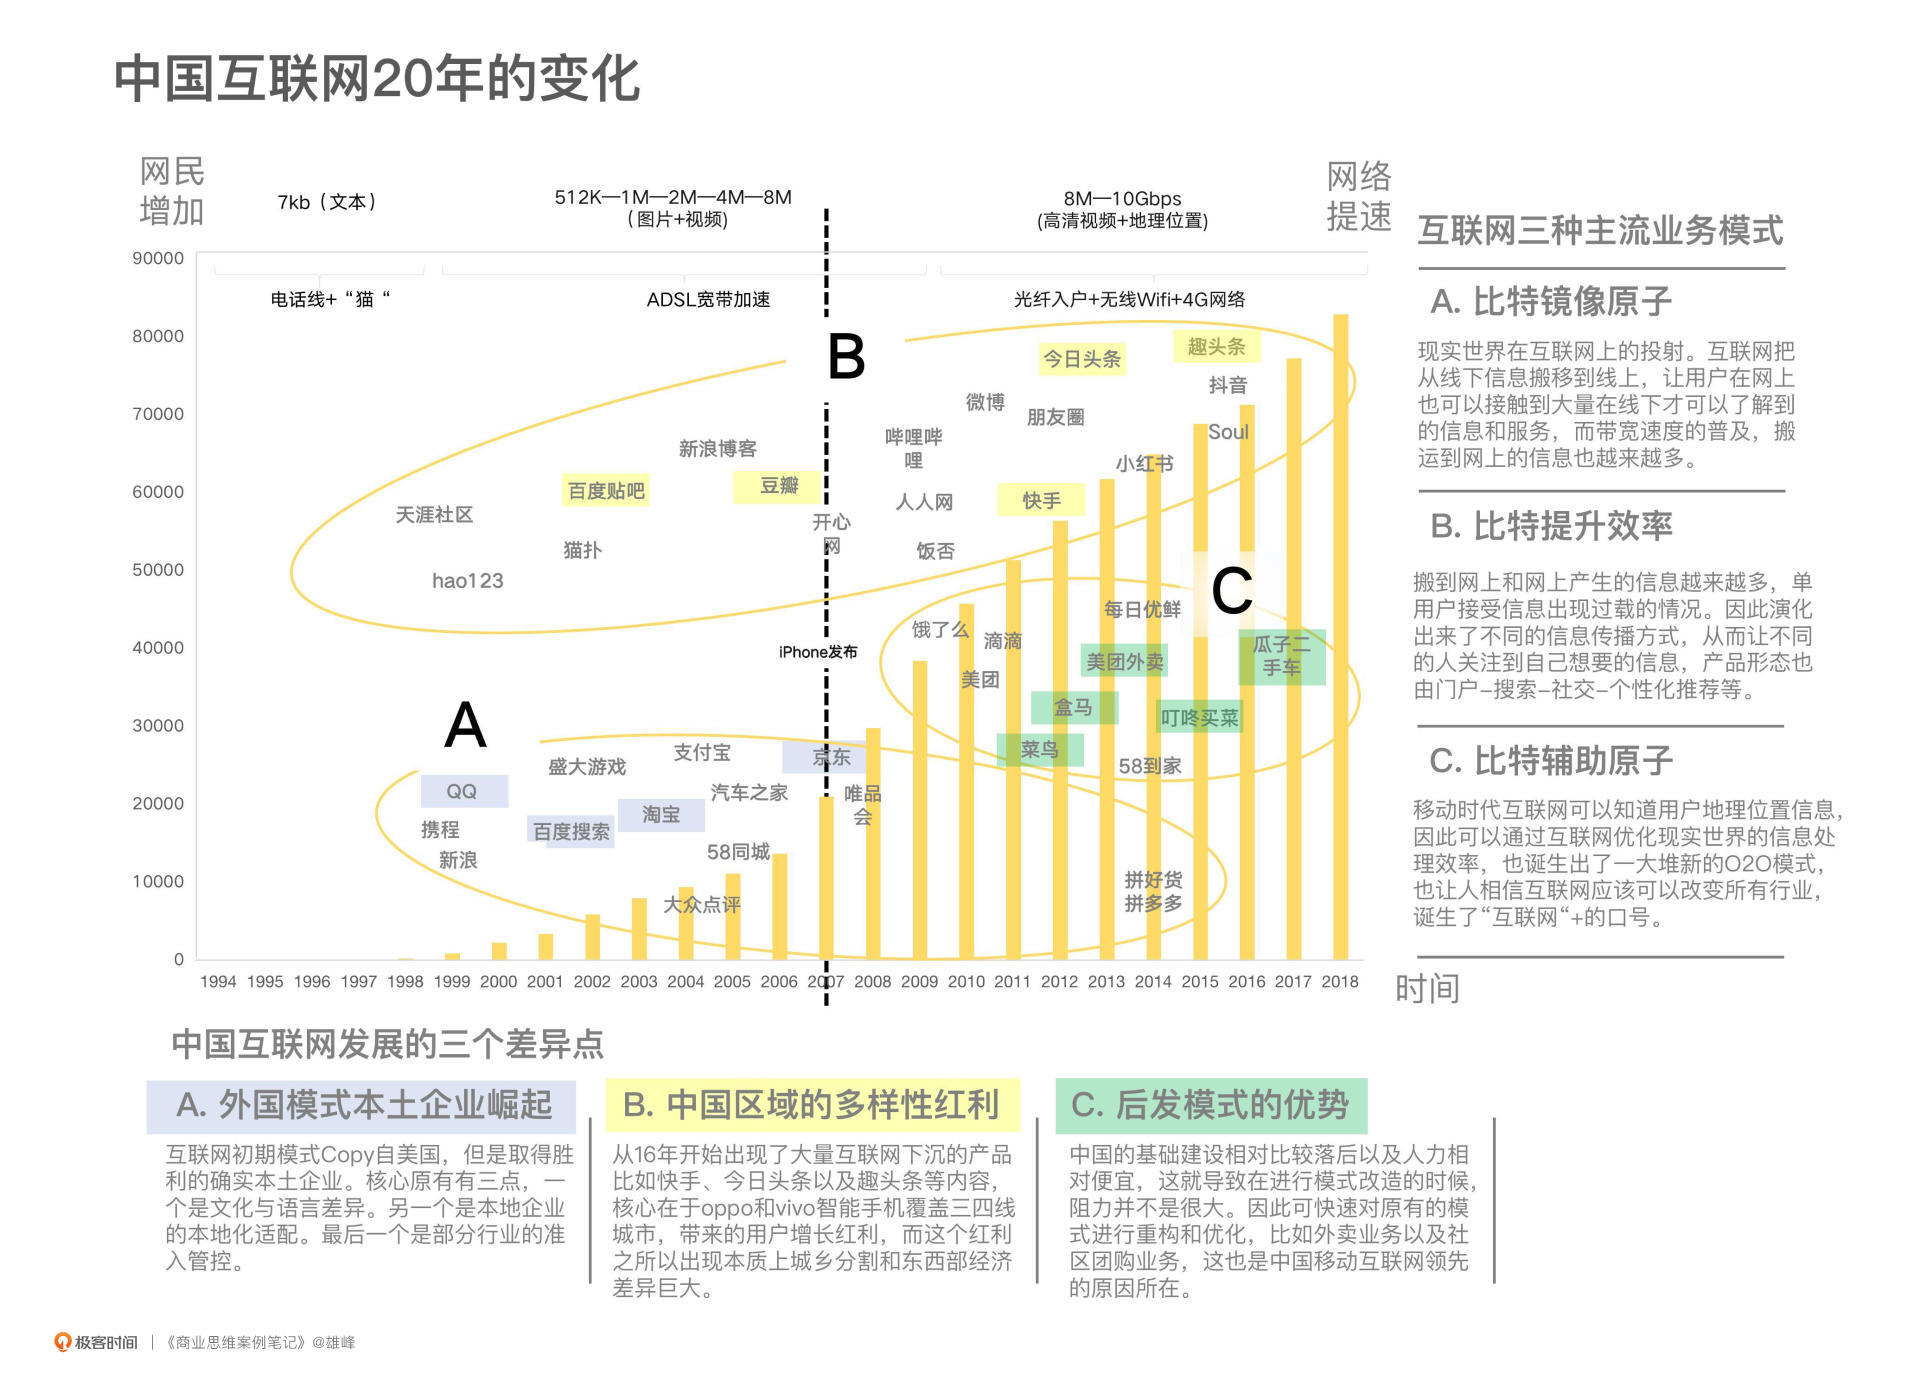 中国互联网20年的变化
网民
增加
7kb（文本）
512K—1M—2M—4M—8M
（图片+视频)
8M—10Gbps
(高清视频+地理位置)
网络
提速
90000
80000
70000
60000
50000
40000
30000
20000
10000
0
电话线+ “猫 “
ADSL宽带加速
光纤入户+无线Wifi+4G网络
B
今日头条
趣头条
抖音
微博
朋友圈
Soul
新浪博客
哔哩哔
哩
小红书
百度贴吧
豆瓣
人人网
快手
天涯社区
开心
网
猫扑
饭否
hao123
C
每日优鲜
饿了么
滴滴
iPhone发布
美团外卖
瓜子二
手车
美团
盒马
叮咚买菜
菜鸟
58到家
A
盛大游戏
支付宝
京东
QQ
汽车之家
唯品
会
携程
百度搜索
淘宝
新浪
58同城
大众点评
拼好货
拼多多
1994 1995 1996 1997 1998 1999 2000 2001 2002 2003 2004 2005 2006 2007 2008 2009 2010 2011 2012 2013 2014 2015 2016 2017 2018
时间
互联网三种主流业务模式
A. 比特镜像原子
现实世界在互联网上的投射。互联网把
从线下信息搬移到线上，让用户在网上
也可以接触到大量在线下才可以了解到
的信息和服务，而带宽速度的普及，搬
运到网上的信息也越来越多。
B. 比特提升效率
搬到网上和网上产生的信息越来越多，单
用户接受信息出现过载的情况。因此演化
出来了不同的信息传播方式，从而让不同
的人关注到自己想要的信息，产品形态也
由门户–搜索–社交–个性化推荐等。
C. 比特辅助原子
移动时代互联网可以知道用户地理位置信息，
因此可以通过互联网优化现实世界的信息处
理效率，也诞生出了一大堆新的O2O模式，
也让人相信互联网应该可以改变所有行业，
诞生了“互联网“+的口号。
中国互联网发展的三个差异点
A. 外国模式本土企业崛起
互联网初期模式Copy自美国，但是取得胜
利的确实本土企业。核心原有有三点，一
个是文化与语言差异。另一个是本地企业
的本地化适配。最后一个是部分行业的准
入管控。
B. 中国区域的多样性红利
从16年开始出现了大量互联网下沉的产品
比如快手、今日头条以及趣头条等内容，
核心在于oppo和vivo智能手机覆盖三四线
城市，带来的用户增长红利，而这个红利
之所以出现本质上城乡分割和东西部经济
差异巨大。
C. 后发模式的优势
中国的基础建设相对比较落后以及人力相
对便宜，这就导致在进行模式改造的时候，
阻力并不是很大。因此可快速对原有的模
式进行重构和优化，比如外卖业务以及社
区团购业务，这也是中国移动互联网领先
的原因所在。
极客时间 |《商业思维案例笔记》@雄峰